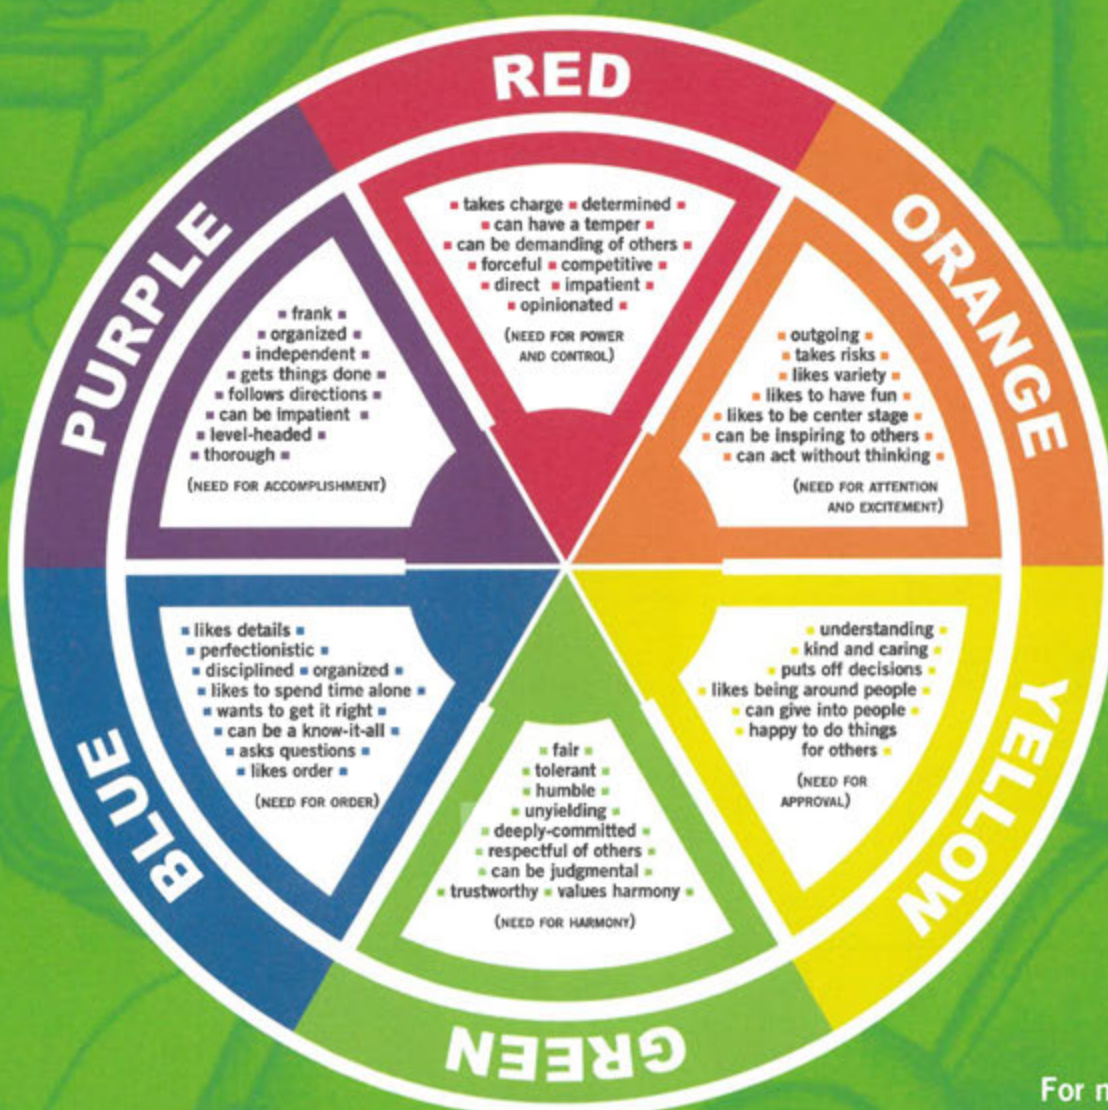 RED
takes charge ▪ determined
can have a temper
can be demanding of others
forceful ▪ competitive
direct ▪ impatient
opinionated
(NEED FOR POWER
AND CONTROL)
ORANGE
outgoing
takes risks
likes variety
likes to have fun
likes to be center stage
can be inspiring to others
can act without thinking
(NEED FOR ATTENTION
AND EXCITEMENT)
YELLOW
understanding
kind and caring
puts off decisions
likes being around people
can give into people
happy to do things
for others
(NEED FOR
APPROVAL)
GREEN
fair
tolerant
humble
unyielding
deeply-committed
respectful of others
can be judgmental
trustworthy ▪ values harmony
(NEED FOR HARMONY)
BLUE
likes details
perfectionistic
disciplined ▪ organized
likes to spend time alone
wants to get it right
can be a know-it-all
asks questions
likes order
(NEED FOR ORDER)
PURPLE
frank
organized
independent
gets things done
follows directions
can be impatient
level-headed
thorough
(NEED FOR ACCOMPLISHMENT)
For